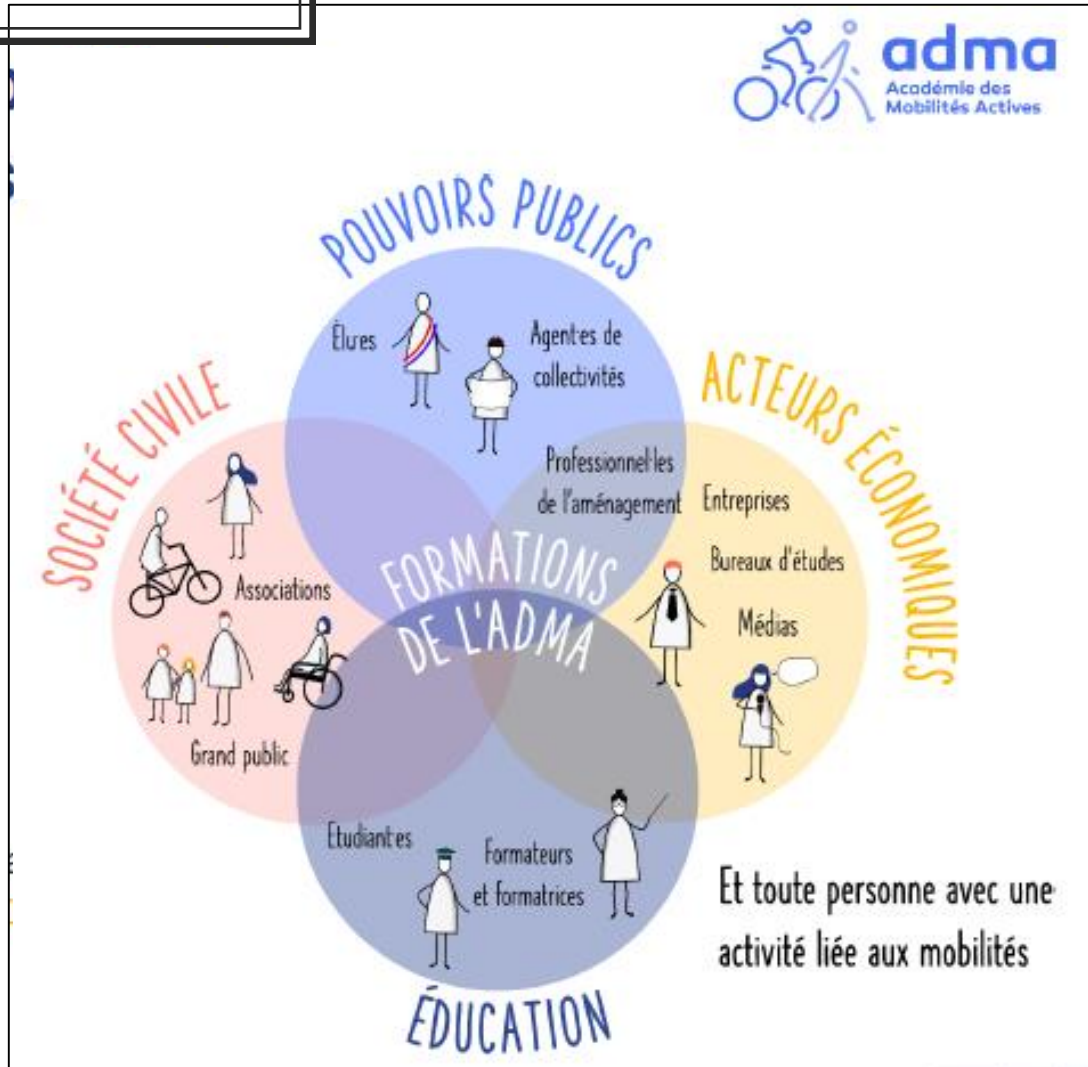 adma
Académie des
Mobilités Actives
POUVOIRS PUBLICS
Élu·es
Agent·es de
collectivités
SOCIÉTÉ CIVILE
ACTEURS ÉCONOMIQUES
Professionnel·les
de l'aménagement
Entreprises
Bureaux d'études
Médias
Associations
Grand public
FORMATIONS
DE L'ADMA
Etudiant·es
Formateurs
et formatrices
ÉDUCATION
Et toute personne avec une
activité liée aux mobilités